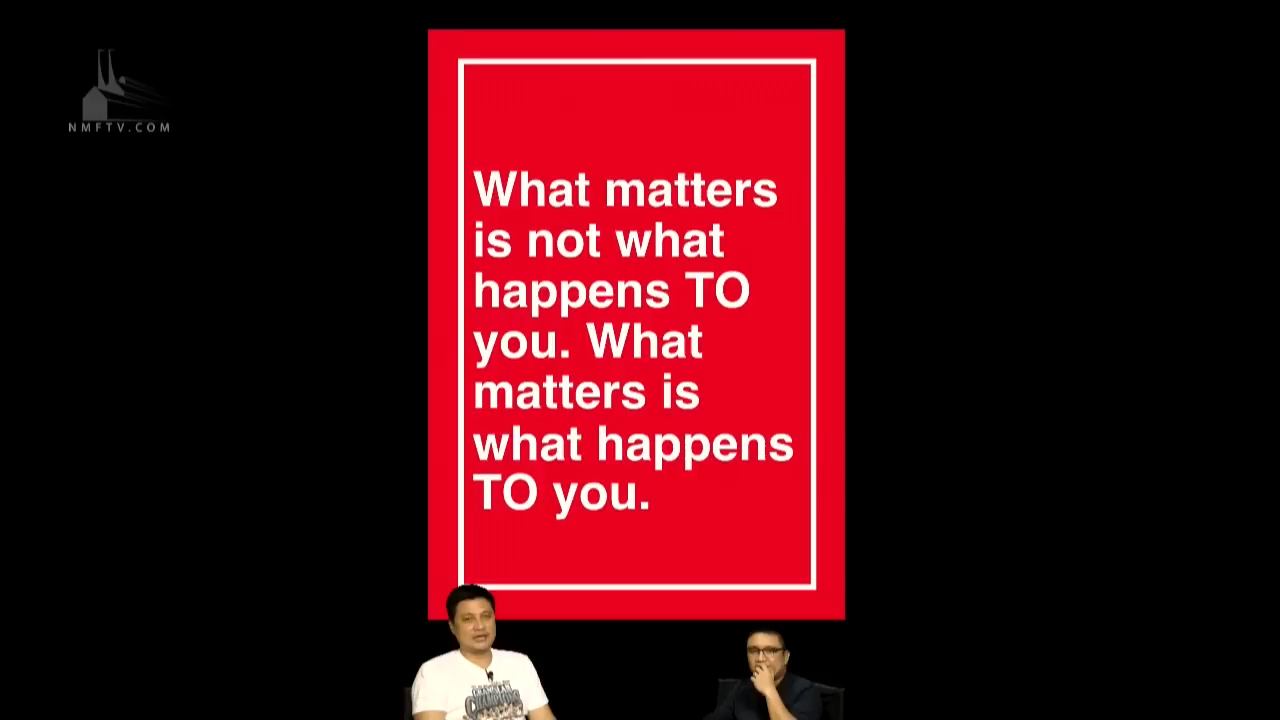 NMFTV.COM
What matters
is not what
happens TO
you. What
matters is
what happens
TO you.